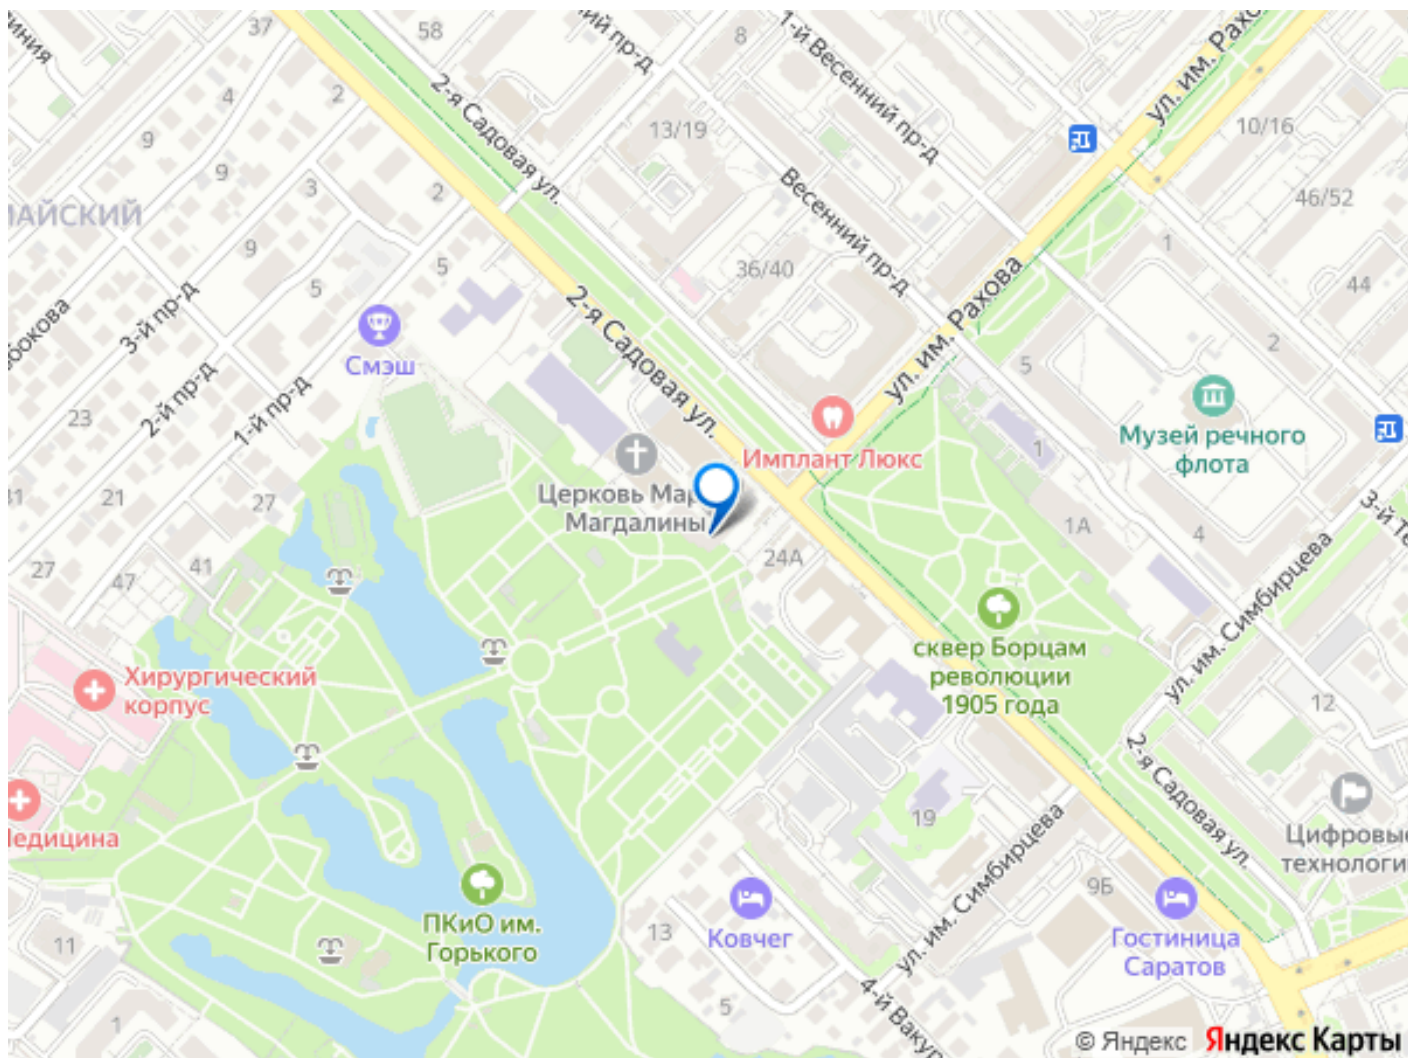 37
58
8
1-й Весенний пр-д
ул. им. Рахова
4
2
2-я Садовая ул.
13/19
10/16
9
9
3
2
Весенний пр-д
46/52
9
5
5
36/40
1
44
3-й пр-д
2-я Садовая ул.
ул. им. Рахова
Смэш
2
5
2-й пр-д
1-й пр-д
23
Имплант Люкс
1
Музей речного
флота
Церковь
Магдалины
21
27
24А
1А
4
27
47
41
ул. им. Симбирцева
сквер Борцам
революции
1905 года
Хирургический
корпус
12
2-я Садовая ул.
19
Цифровые
ул. им. Симбирцева
9Б
ПКиО им.
Горького
13
Ковчег
Гостиница
Саратов
11
5
1
© Яндекс
Яндекс Карты